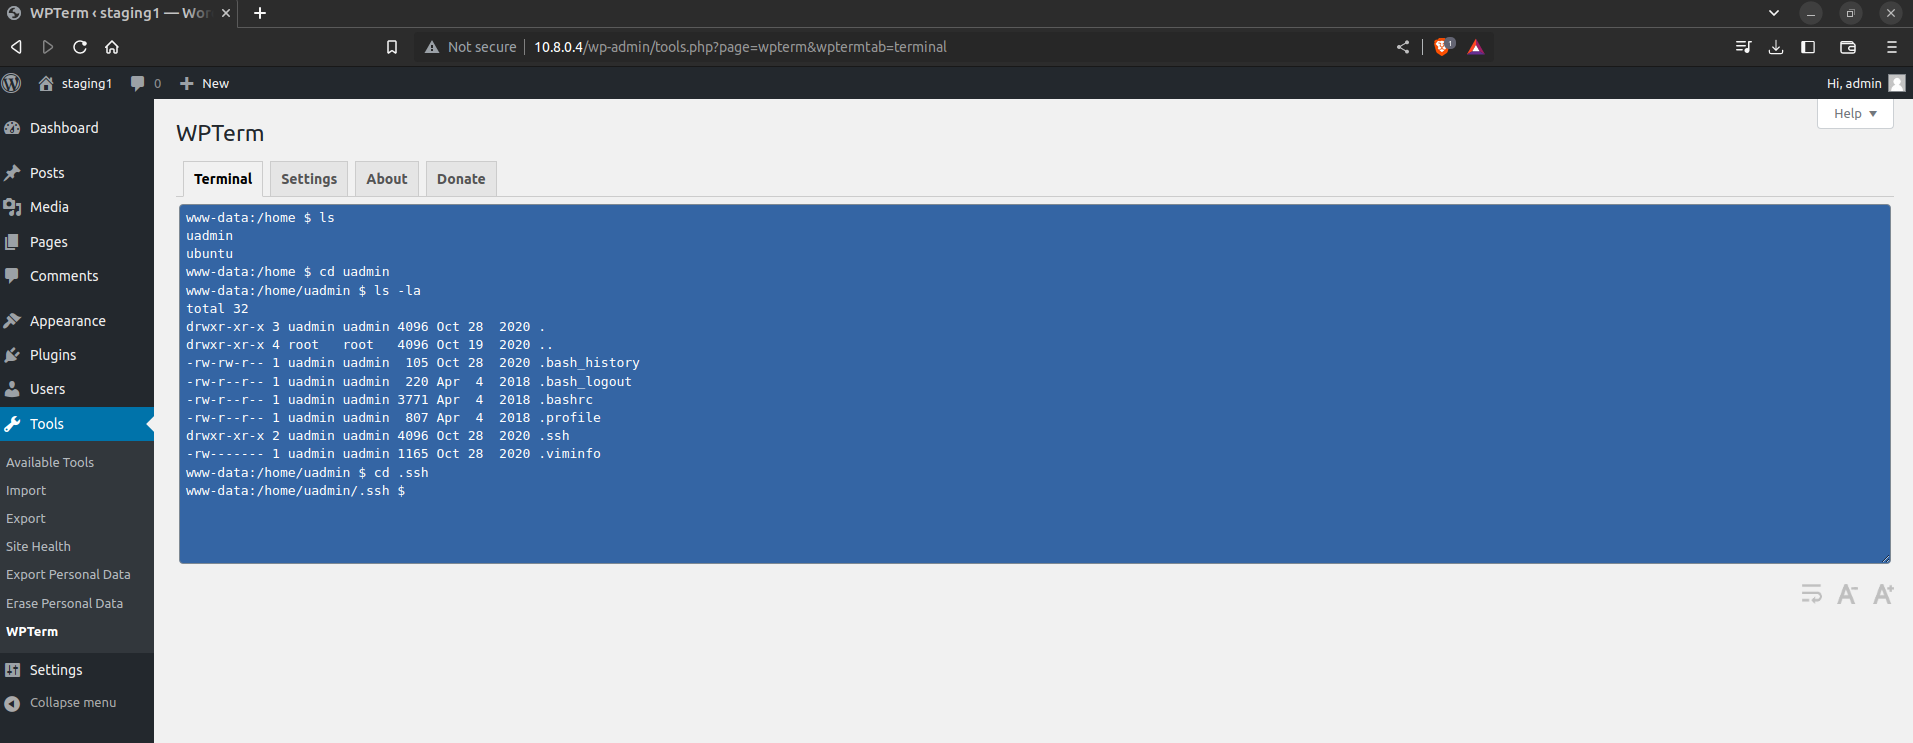 WPTerm ‹ staging1 — Wor
Not secure 10.8.0.4/wp-admin/tools.php?page=wpterm&wptermtab=terminal
1
staging1 0 New Hi, admin
Help
Dashboard
Posts
Media
Pages
Comments
Appearance
Plugins
Users
Tools
Available Tools
Import
Export
Site Health
Export Personal Data
Erase Personal Data
WPTerm
Settings
Collapse menu
WPTerm
Terminal Settings About Donate
www-data:/home $ ls
uadmin
ubuntu
www-data:/home $ cd uadmin
www-data:/home/uadmin $ ls -la
total 32
drwxr-xr-x 3 uadmin uadmin 4096 Oct 28  2020 .
drwxr-xr-x 4 root   root   4096 Oct 19  2020 ..
-rw-rw-r-- 1 uadmin uadmin  105 Oct 28  2020 .bash_history
-rw-r--r-- 1 uadmin uadmin  220 Apr  4  2018 .bash_logout
-rw-r--r-- 1 uadmin uadmin 3771 Apr  4  2018 .bashrc
-rw-r--r-- 1 uadmin uadmin  807 Apr  4  2018 .profile
drwxr-xr-x 2 uadmin uadmin 4096 Oct 28  2020 .ssh
-rw------- 1 uadmin uadmin 1165 Oct 28  2020 .viminfo
www-data:/home/uadmin $ cd .ssh
www-data:/home/uadmin/.ssh $
A- A+